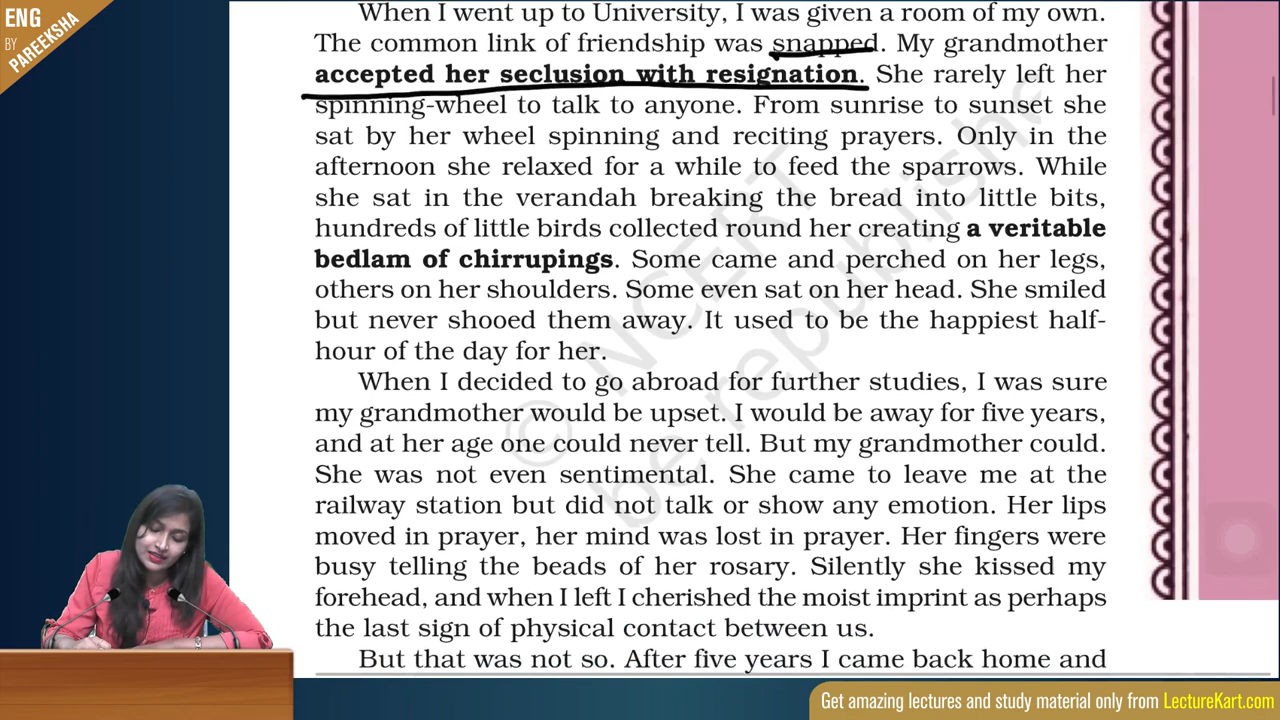 ENG
BY
PAREEKSHA
When I went up to University, I was given a room of my own.
The common link of friendship was snapped. My grandmother
accepted her seclusion with resignation. She rarely left her
spinning-wheel to talk to anyone. From sunrise to sunset she
sat by her wheel spinning and reciting prayers. Only in the
afternoon she relaxed for a while to feed the sparrows. While
she sat in the verandah breaking the bread into little bits,
hundreds of little birds collected round her creating a veritable
bedlam of chirrupings. Some came and perched on her legs,
others on her shoulders. Some even sat on her head. She smiled
but never shooed them away. It used to be the happiest half-
hour of the day for her.
When I decided to go abroad for further studies, I was sure
my grandmother would be upset. I would be away for five years,
and at her age one could never tell. But my grandmother could.
She was not even sentimental. She came to leave me at the
railway station but did not talk or show any emotion. Her lips
moved in prayer, her mind was lost in prayer. Her fingers were
busy telling the beads of her rosary. Silently she kissed my
forehead, and when I left I cherished the moist imprint as perhaps
the last sign of physical contact between us.
But that was not so. After five years I came back home and
© NCERT
be republishe
Get amazing lectures and study material only from LectureKart.com